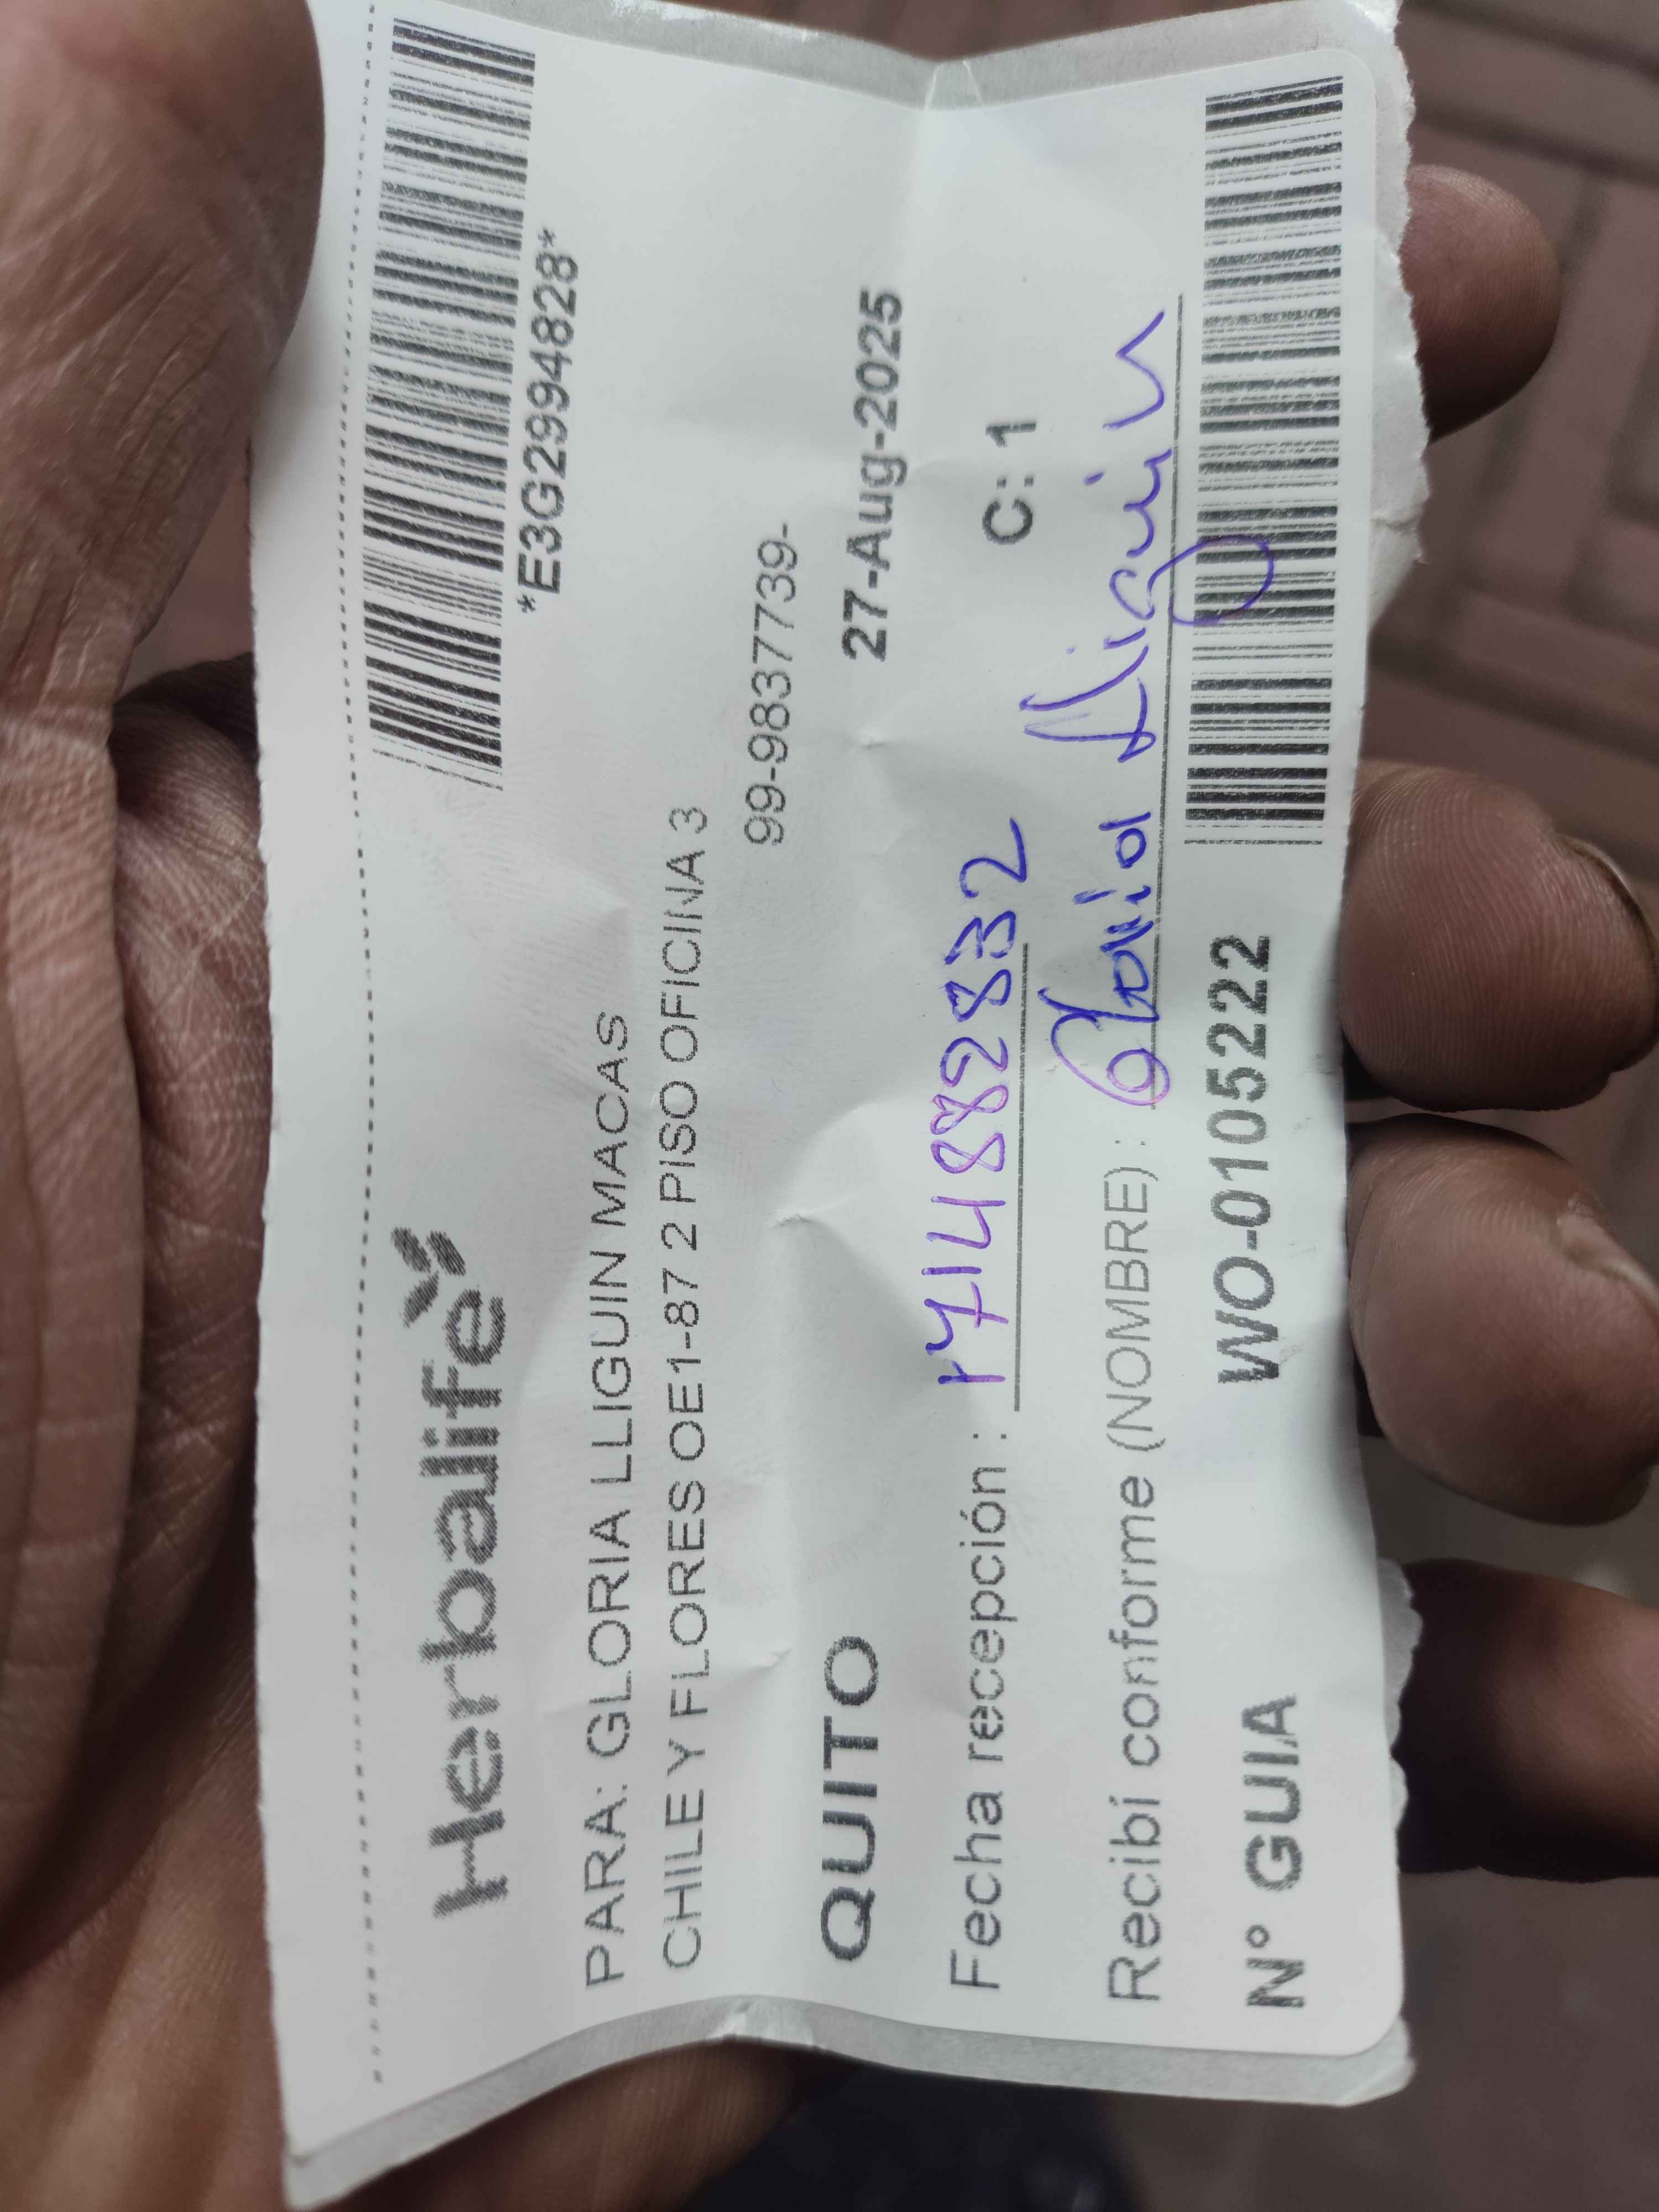 Herbalife
*E3G2994828*
PARA: GLORIA LLIGUIN MACAS
CHILE Y FLORES OE1-87 2 PISO OFICINA 3
99-9837739-
QUITO 27-Aug-2025
Fecha recepción : 1714882832 C: 1
Recibí conforme (NOMBRE) : Gloria Lliguin
N° GUIA WO-0105222